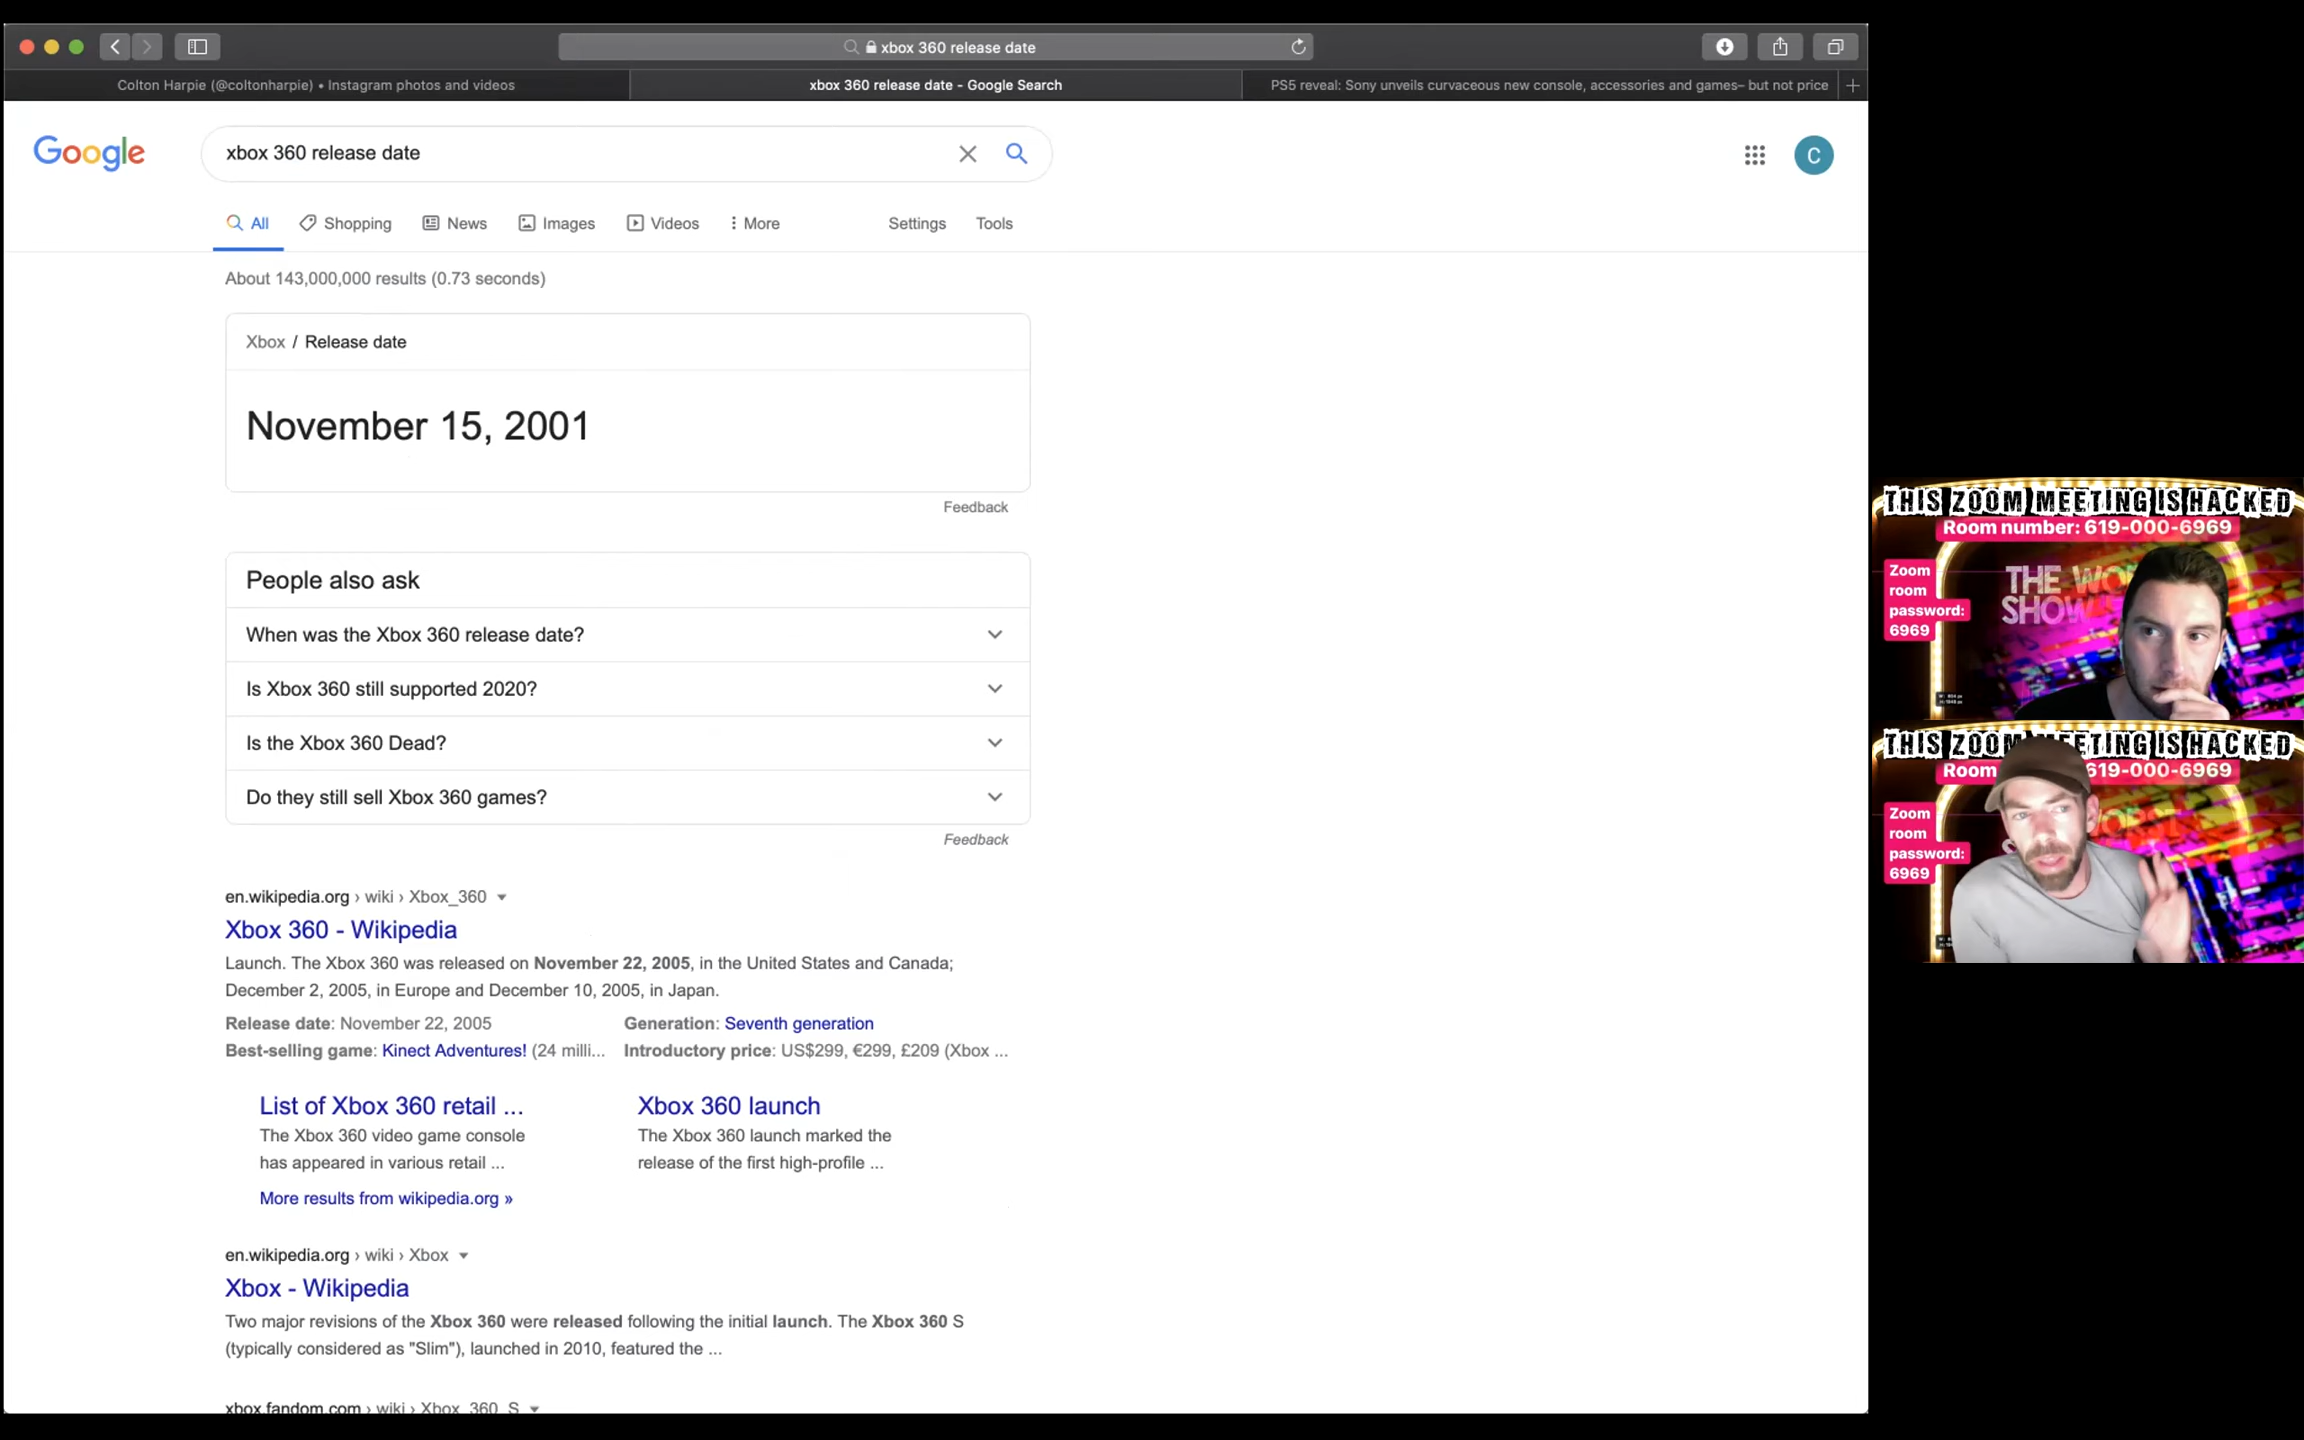 xbox 360 release date
Colton Harpie (@coltonharpie) • Instagram photos and videos
xbox 360 release date - Google Search
PS5 reveal: Sony unveils curvaceous new console, accessories and games– but not price
Google
xbox 360 release date
C
All
Shopping
News
Images
Videos
More
Settings
Tools
About 143,000,000 results (0.73 seconds)
Xbox / Release date
November 15, 2001
Feedback
People also ask
When was the Xbox 360 release date?
Is Xbox 360 still supported 2020?
Is the Xbox 360 Dead?
Do they still sell Xbox 360 games?
Feedback
en.wikipedia.org › wiki › Xbox_360
Xbox 360 - Wikipedia
Launch. The Xbox 360 was released on November 22, 2005, in the United States and Canada;
December 2, 2005, in Europe and December 10, 2005, in Japan.
Release date: November 22, 2005
Generation: Seventh generation
Best-selling game: Kinect Adventures! (24 milli...
Introductory price: US$299, €299, £209 (Xbox ...
List of Xbox 360 retail ...
The Xbox 360 video game console
has appeared in various retail ...
Xbox 360 launch
The Xbox 360 launch marked the
release of the first high-profile ...
More results from wikipedia.org »
en.wikipedia.org › wiki › Xbox
Xbox - Wikipedia
Two major revisions of the Xbox 360 were released following the initial launch. The Xbox 360 S
(typically considered as "Slim"), launched in 2010, featured the ...
xbox.fandom.com › wiki › Xbox_360_S
THIS ZOOM MEETING IS HACKED
Room number: 619-000-6969
Zoom
room
password:
6969
THE WO
SHOW
THIS ZOOM MEETING IS HACKED
Room 619-000-6969
Zoom
room
password:
6969
ORST